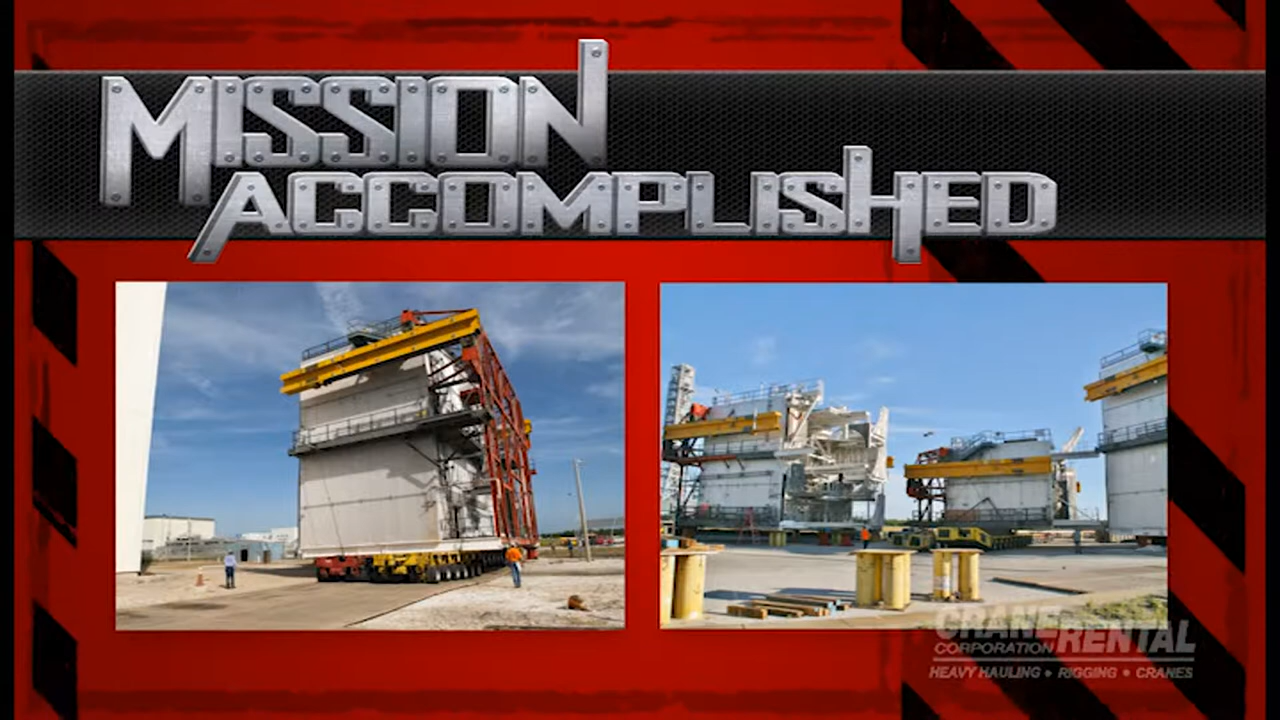 MISSION
ACCOMPLISHED
CRANE RENTAL
CORPORATION
HEAVY HAULING • RIGGING • CRANES